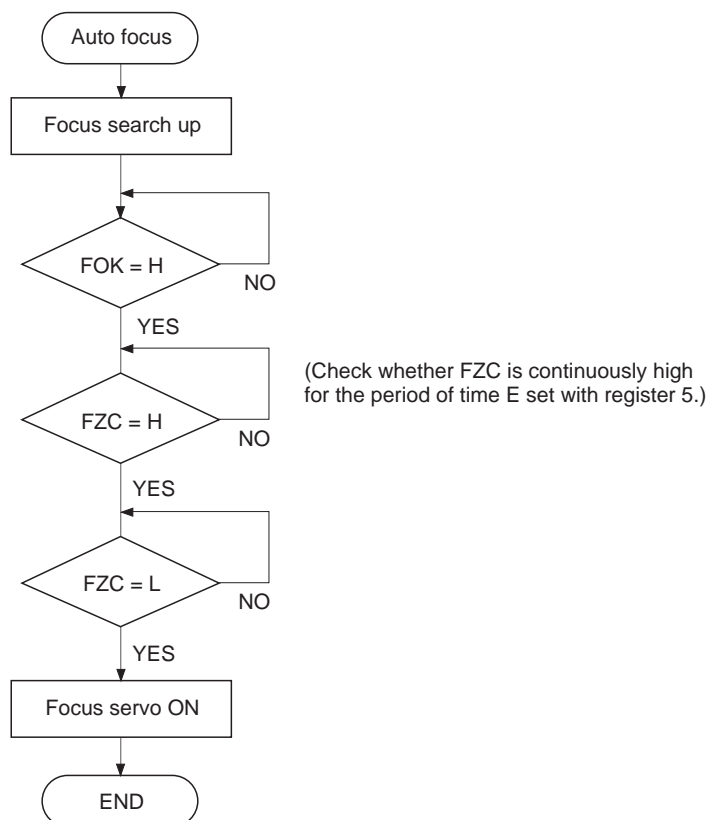 Auto focus
Focus search up
FOK = H
NO
YES
(Check whether FZC is continuously high
for the period of time E set with register 5.)
FZC = H
NO
YES
FZC = L
NO
YES
Focus servo ON
END